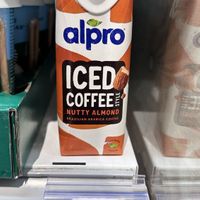 alpro
ICED
COFFEE
STYLE
NUTTY ALMOND
BRAZILIAN ARABICA COFFEE